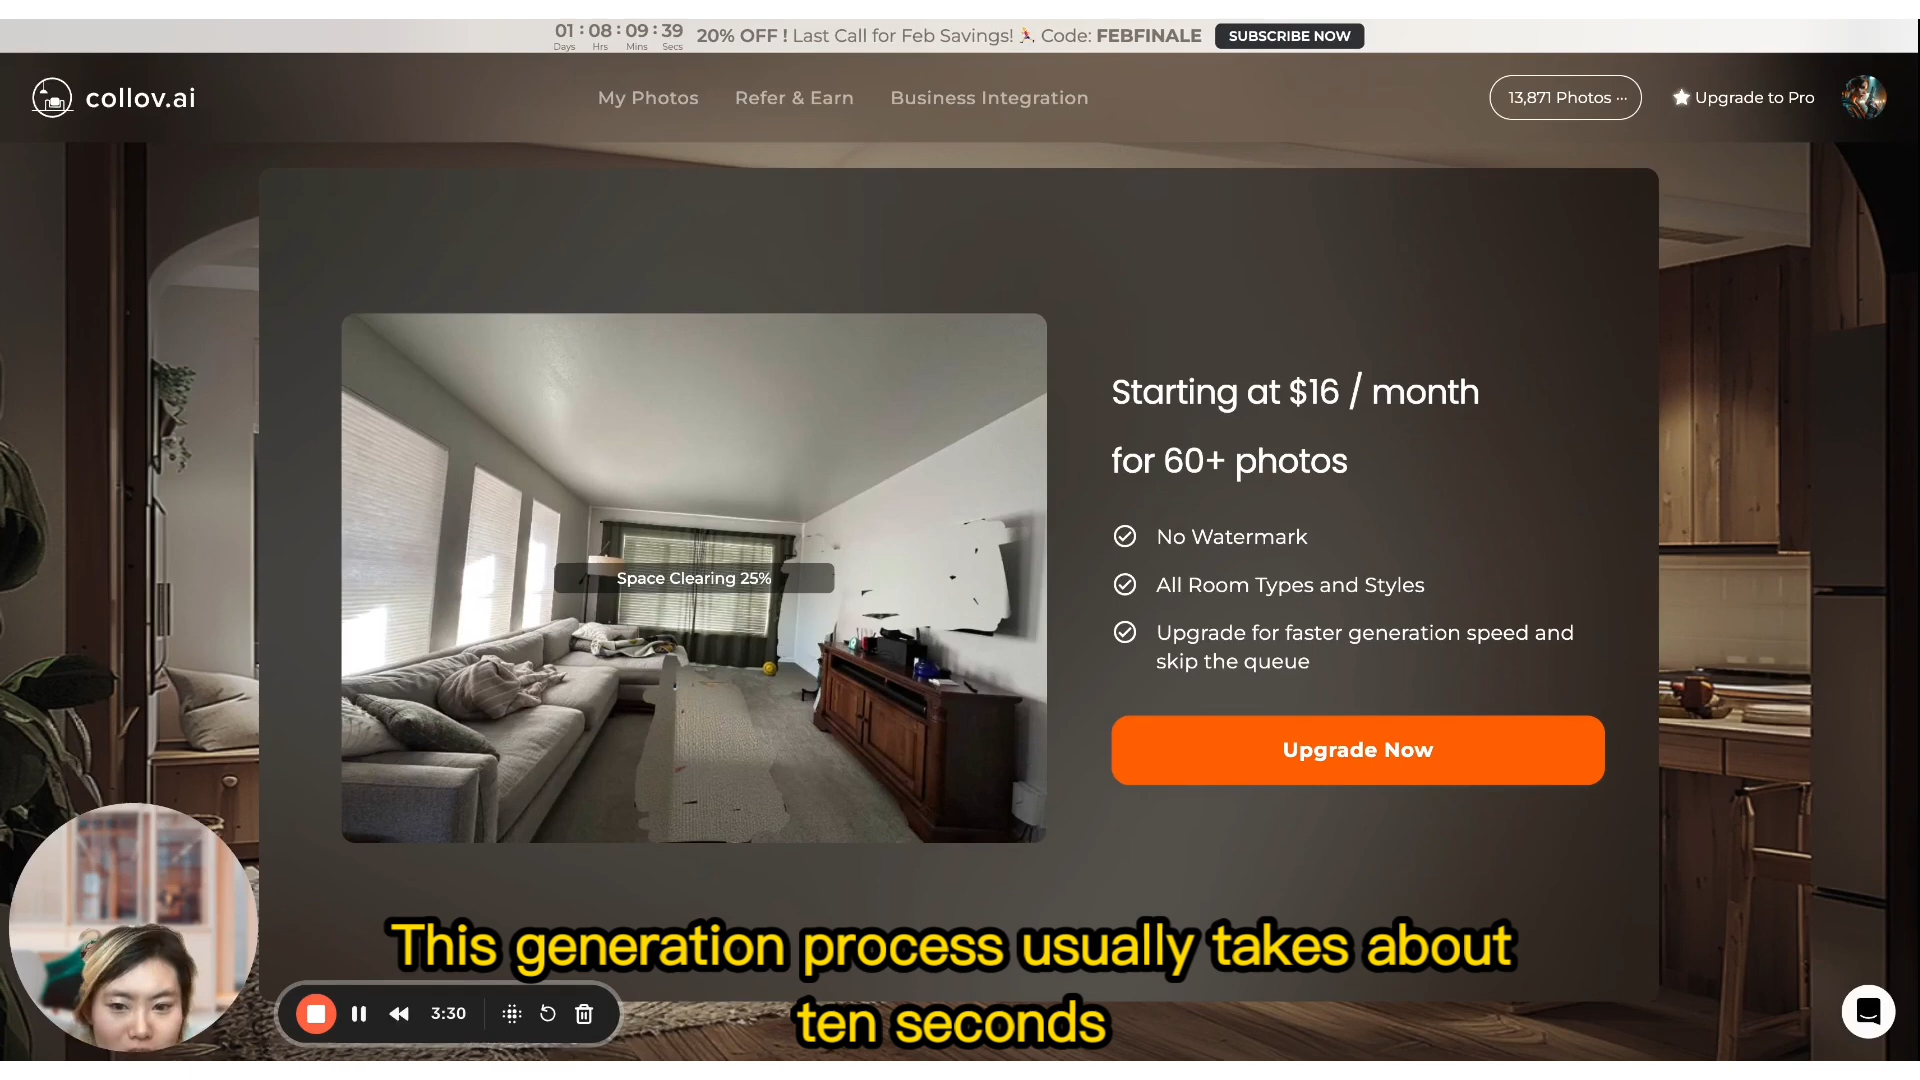 01 : 08 : 09 : 39
Days Hrs Mins Secs
20% OFF ! Last Call for Feb Savings! 🏃 Code: FEBFINALE
SUBSCRIBE NOW
collov.ai
My Photos
Refer & Earn
Business Integration
13,871 Photos ···
Upgrade to Pro
Space Clearing 25%
Starting at $16 / month
for 60+ photos
No Watermark
All Room Types and Styles
Upgrade for faster generation speed and
skip the queue
Upgrade Now
This generation process usually takes about
ten seconds
3:30